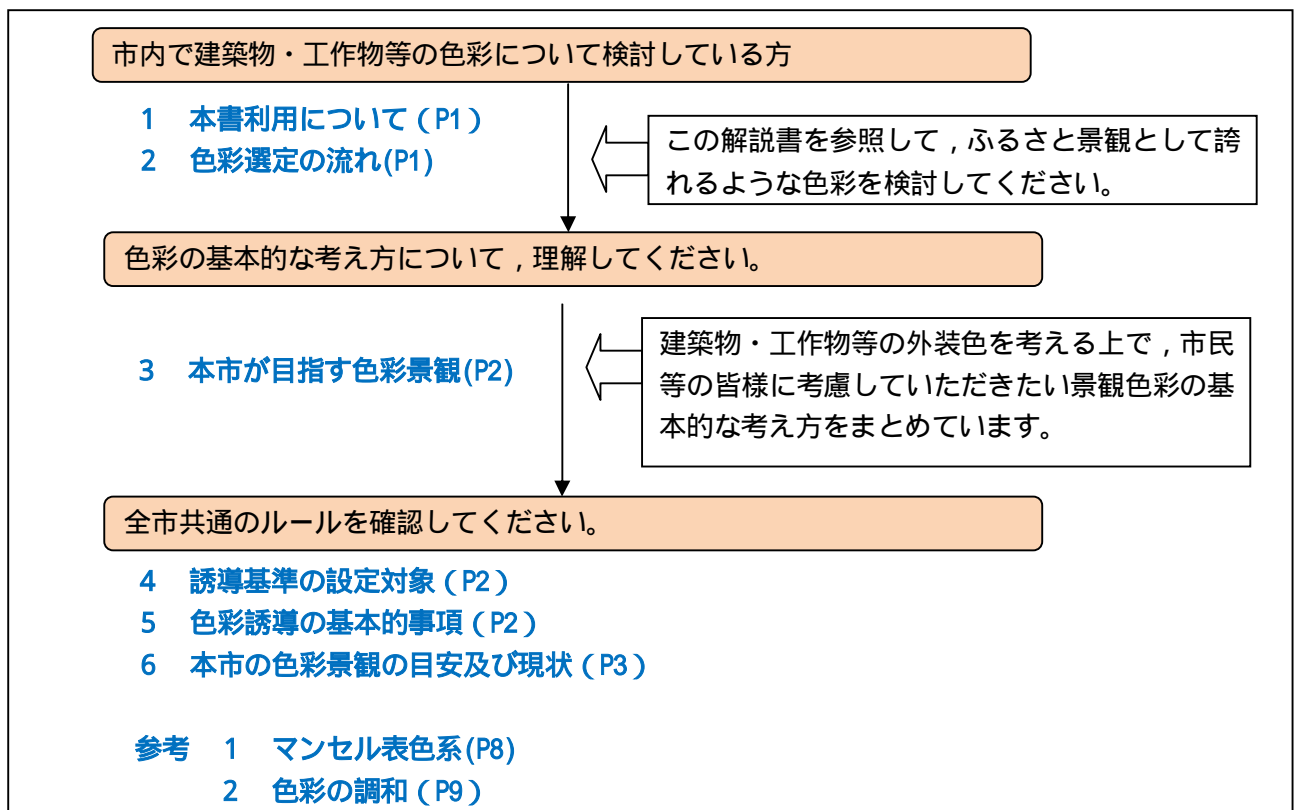 市内で建築物・工作物等の色彩について検討している方
1 本書利用について（P1）
2 色彩選定の流れ(P1)
この解説書を参照して，ふるさと景観として誇
れるような色彩を検討してください。
色彩の基本的な考え方について，理解してください。
3 本市が目指す色彩景観(P2)
建築物・工作物等の外装色を考える上で，市民
等の皆様に考慮していただきたい景観色彩の基
本的な考え方をまとめています。
全市共通のルールを確認してください。
4 誘導基準の設定対象（P2）
5 色彩誘導の基本的事項（P2）
6 本市の色彩景観の目安及び現状（P3）
参考 1 マンセル表色系(P8)
2 色彩の調和（P9）